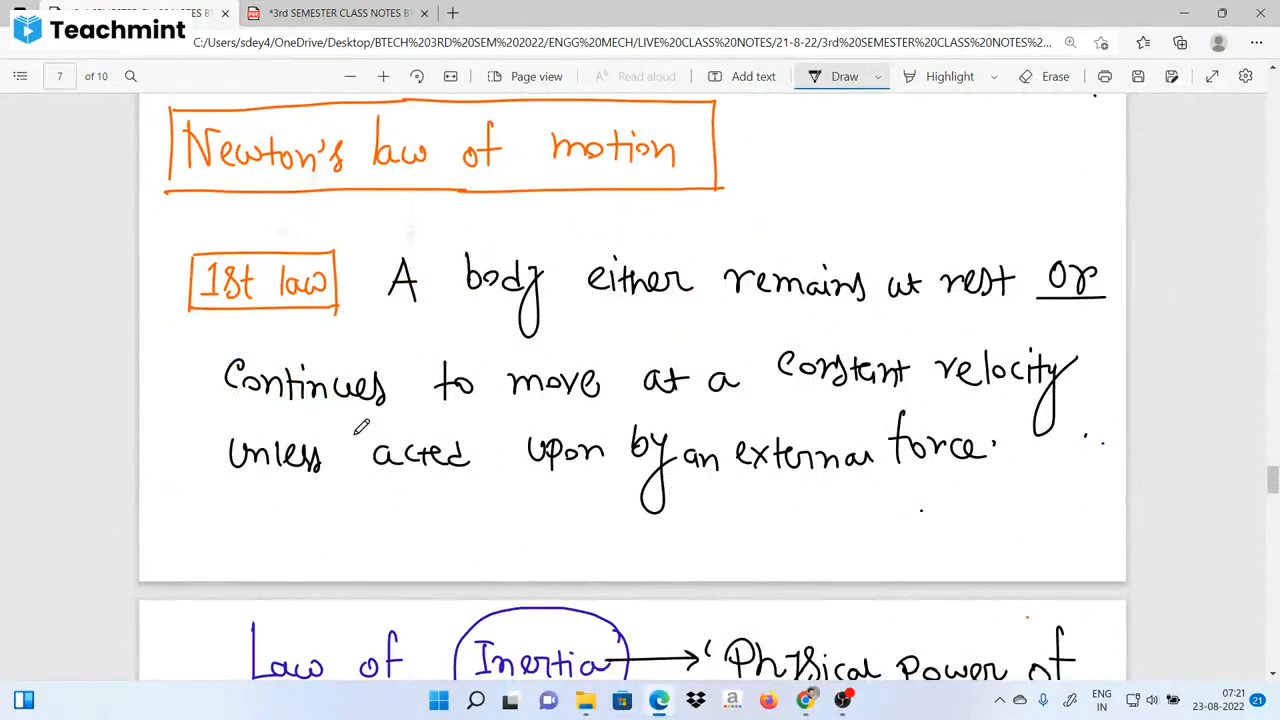 *3rd SEMESTER CLASS NOTES BT
Teachmint
C:/Users/sdey4/OneDrive/Desktop/BTECH%203RD%20SEM%202022/ENGG%20MECH/LIVE%20CLASS%20NOTES/21-8-22/3rd%20SEMESTER%20CLASS%20NOTES%...
7 of 10 Page view Read aloud Add text Draw Highlight Erase
Newton's law of motion
1st law A body either remains at rest or
continues to move at a constant velocity
unless acted upon by an external force.
Law of Inertia → 'Physical Power of
ENG 07:21
IN 23-08-2022 21